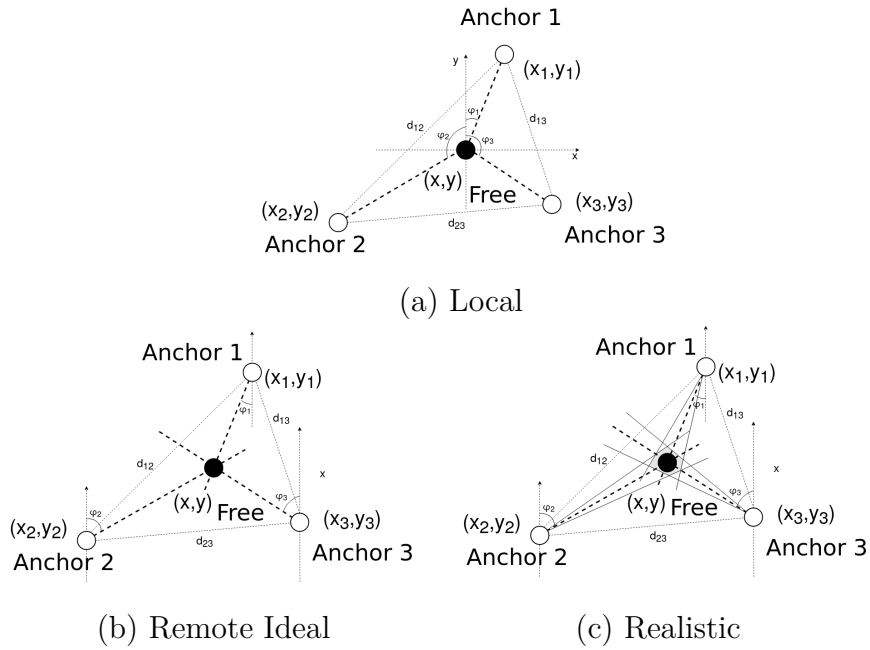 Anchor 1
y
(x1,y1)
φ1
d12
φ2
φ3
d13
x
(x,y)
Free
(x2,y2)
(x3,y3)
d23
Anchor 2
Anchor 3
(a) Local
Anchor 1
(x1,y1)
φ1
d13
d12
x
φ3
(x,y)
Free
φ2
(x2,y2)
(x3,y3)
d23
Anchor 2
Anchor 3
(b) Remote Ideal
Anchor 1
(x1,y1)
φ1
d13
d12
x
φ3
(x,y)
Free
φ2
(x2,y2)
(x3,y3)
d23
Anchor 2
Anchor 3
(c) Realistic